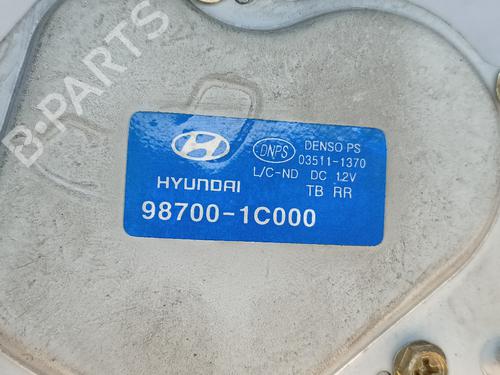 B-PARTS
DNPS
DENSO PS
03511-1370
L/C-ND DC 12V
TB RR
HYUNDAI
98700-1C000